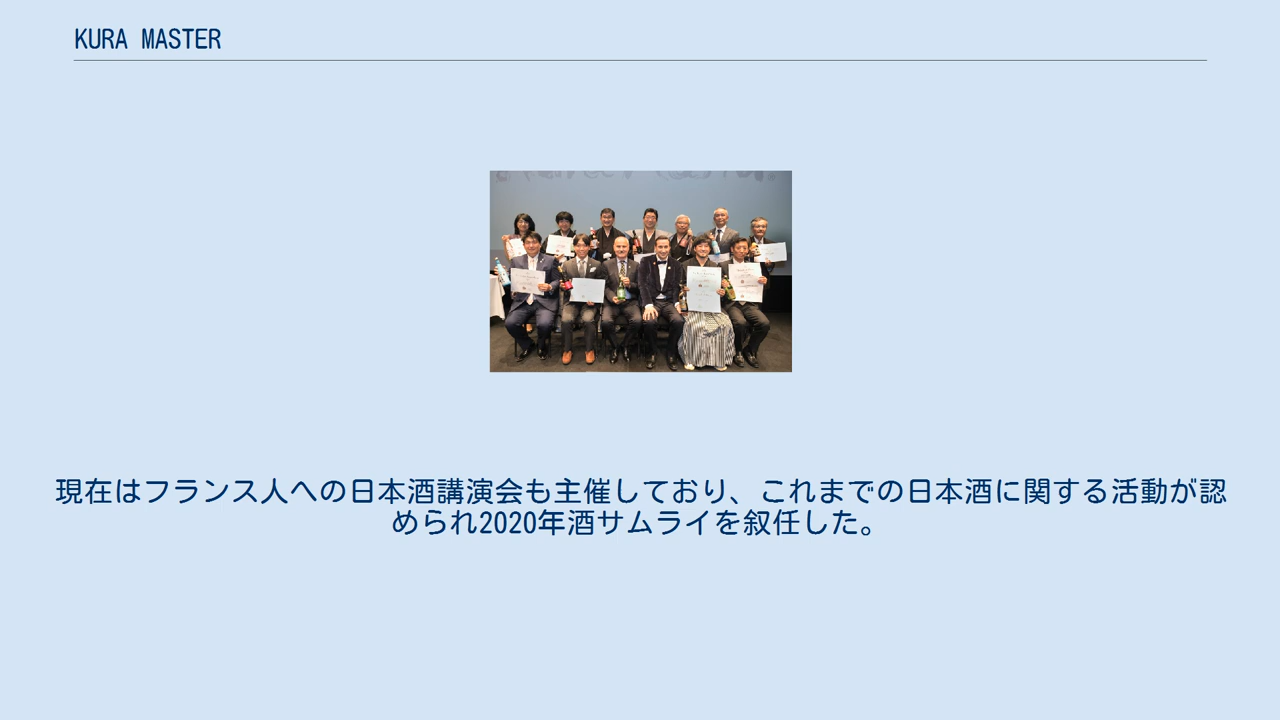 KURA MASTER
現在はフランス人への日本酒講演会も主催しており、これまでの日本酒に関する活動が認
められ2020年酒サムライを叙任した。